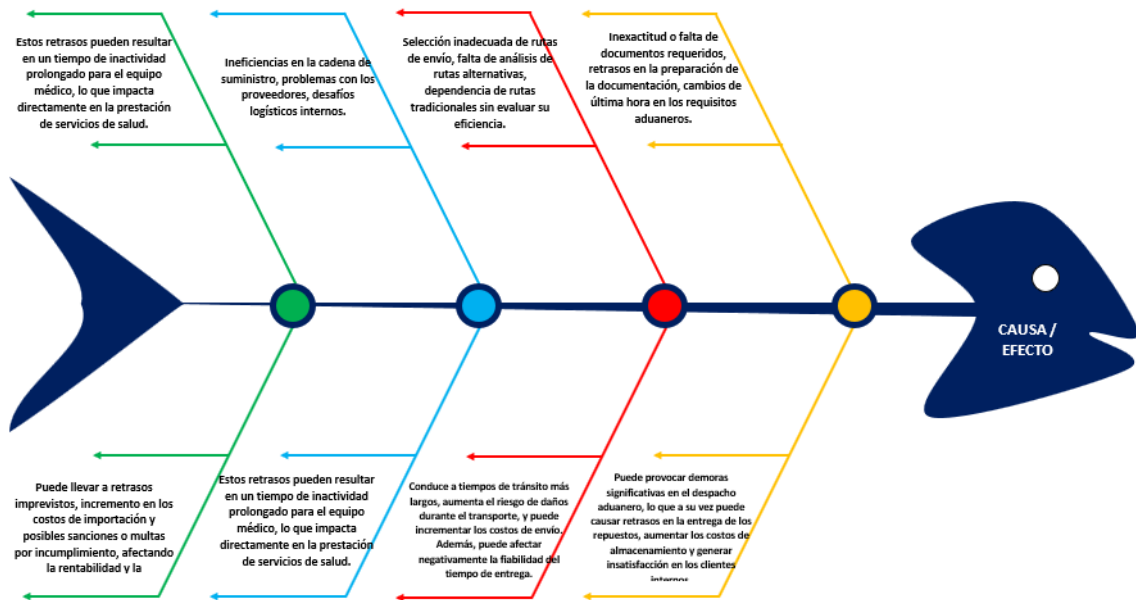 Estos retrasos pueden resultar
en un tiempo de inactividad
prolongado para el equipo
médico, lo que impacta
directamente en la prestación
de servicios de salud.
Ineficiencias en la cadena de
suministro, problemas con los
proveedores, desafíos
logísticos internos.
Selección inadecuada de rutas
de envío, falta de análisis de
rutas alternativas,
dependencia de rutas
tradicionales sin evaluar su
eficiencia.
Inexactitud o falta de
documentos requeridos,
retrasos en la preparación de
la documentación, cambios de
última hora en los requisitos
aduaneros.
CAUSA /
EFECTO
Puede llevar a retrasos
imprevistos, incremento en los
costos de importación y
posibles sanciones o multas
por incumplimiento, afectando
la rentabilidad y la
Estos retrasos pueden resultar
en un tiempo de inactividad
prolongado para el equipo
médico, lo que impacta
directamente en la prestación
de servicios de salud.
Conduce a tiempos de tránsito más
largos, aumenta el riesgo de daños
durante el transporte, y puede
incrementar los costos de envío.
Además, puede afectar
negativamente la fiabilidad del
tiempo de entrega.
Puede provocar demoras
significativas en el despacho
aduanero, lo que a su vez puede
causar retrasos en la entrega de los
repuestos, aumentar los costos de
almacenamiento y generar
insatisfacción en los clientes
internos